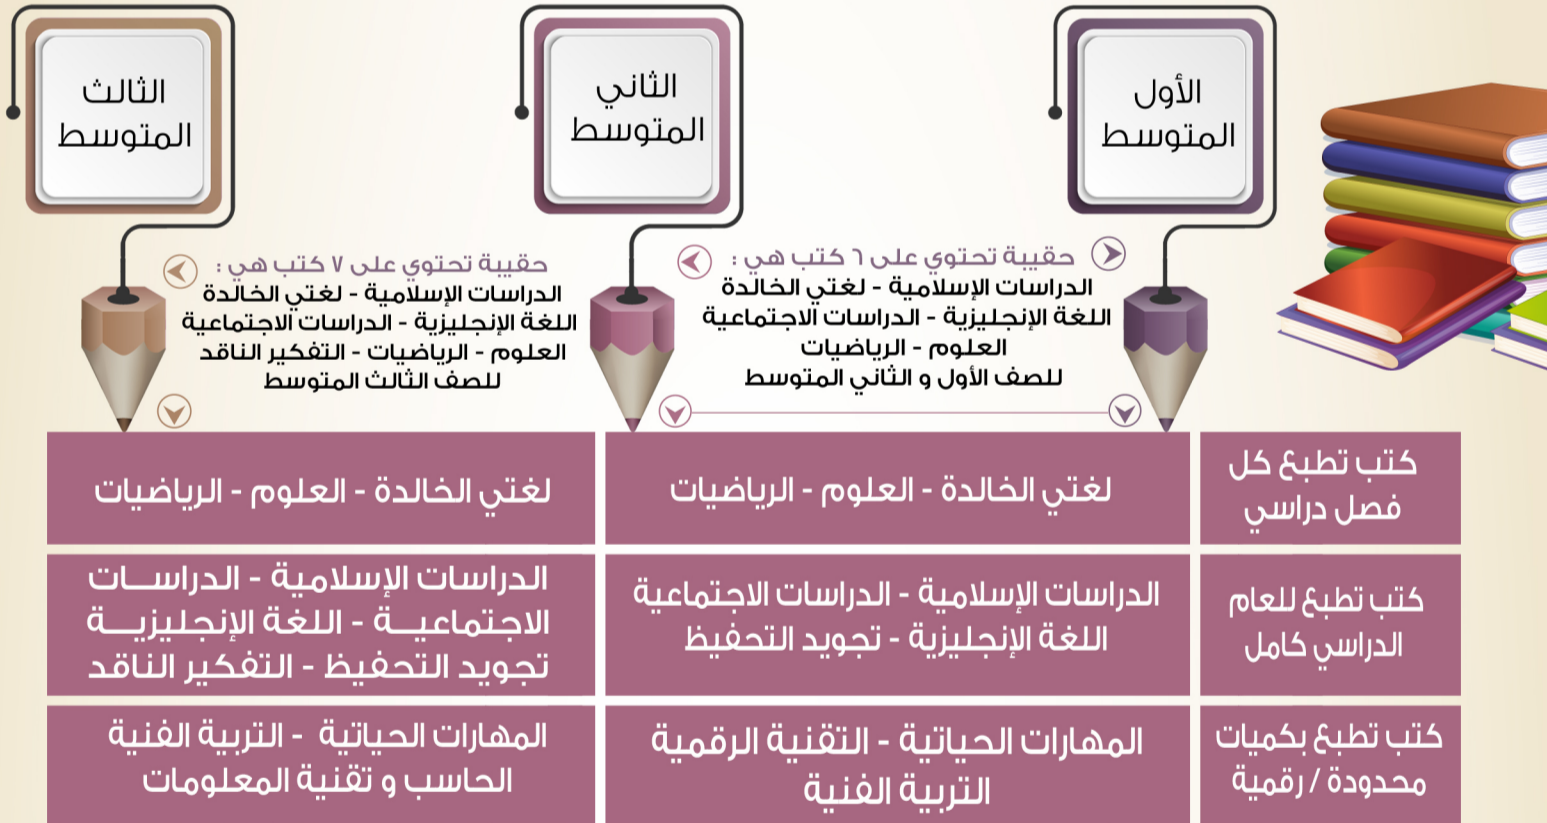 الأول
المتوسط
الثاني
المتوسط
الثالث
المتوسط
حقيبة تحتوي على ٦ كتب هي :
الدراسات الإسلامية - لغتي الخالدة
اللغة الإنجليزية - الدراسات الاجتماعية
العلوم - الرياضيات
للصف الأول و الثاني المتوسط
حقيبة تحتوي على ٧ كتب هي :
الدراسات الإسلامية - لغتي الخالدة
اللغة الإنجليزية - الدراسات الاجتماعية
العلوم - الرياضيات - التفكير الناقد
للصف الثالث المتوسط
كتب تطبع كل
فصل دراسي
لغتي الخالدة - العلوم - الرياضيات
لغتي الخالدة - العلوم - الرياضيات
كتب تطبع للعام
الدراسي كامل
الدراسات الإسلامية - الدراسات الاجتماعية
اللغة الإنجليزية - تجويد التحفيظ
الدراسات الإسلامية - الدراســات
الاجتماعيــة - اللغة الإنجليزيــة
تجويد التحفيظ - التفكير الناقد
كتب تطبع بكميات
محدودة / رقمية
المهارات الحياتية - التقنية الرقمية
التربية الفنية
المهارات الحياتية - التربية الفنية
الحاسب و تقنية المعلومات